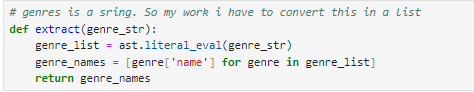 # genres is a sring. So my work i have to convert this in a list
def extract(genre_str):
    genre_list = ast.literal_eval(genre_str)
    genre_names = [genre['name'] for genre in genre_list]
    return genre_names